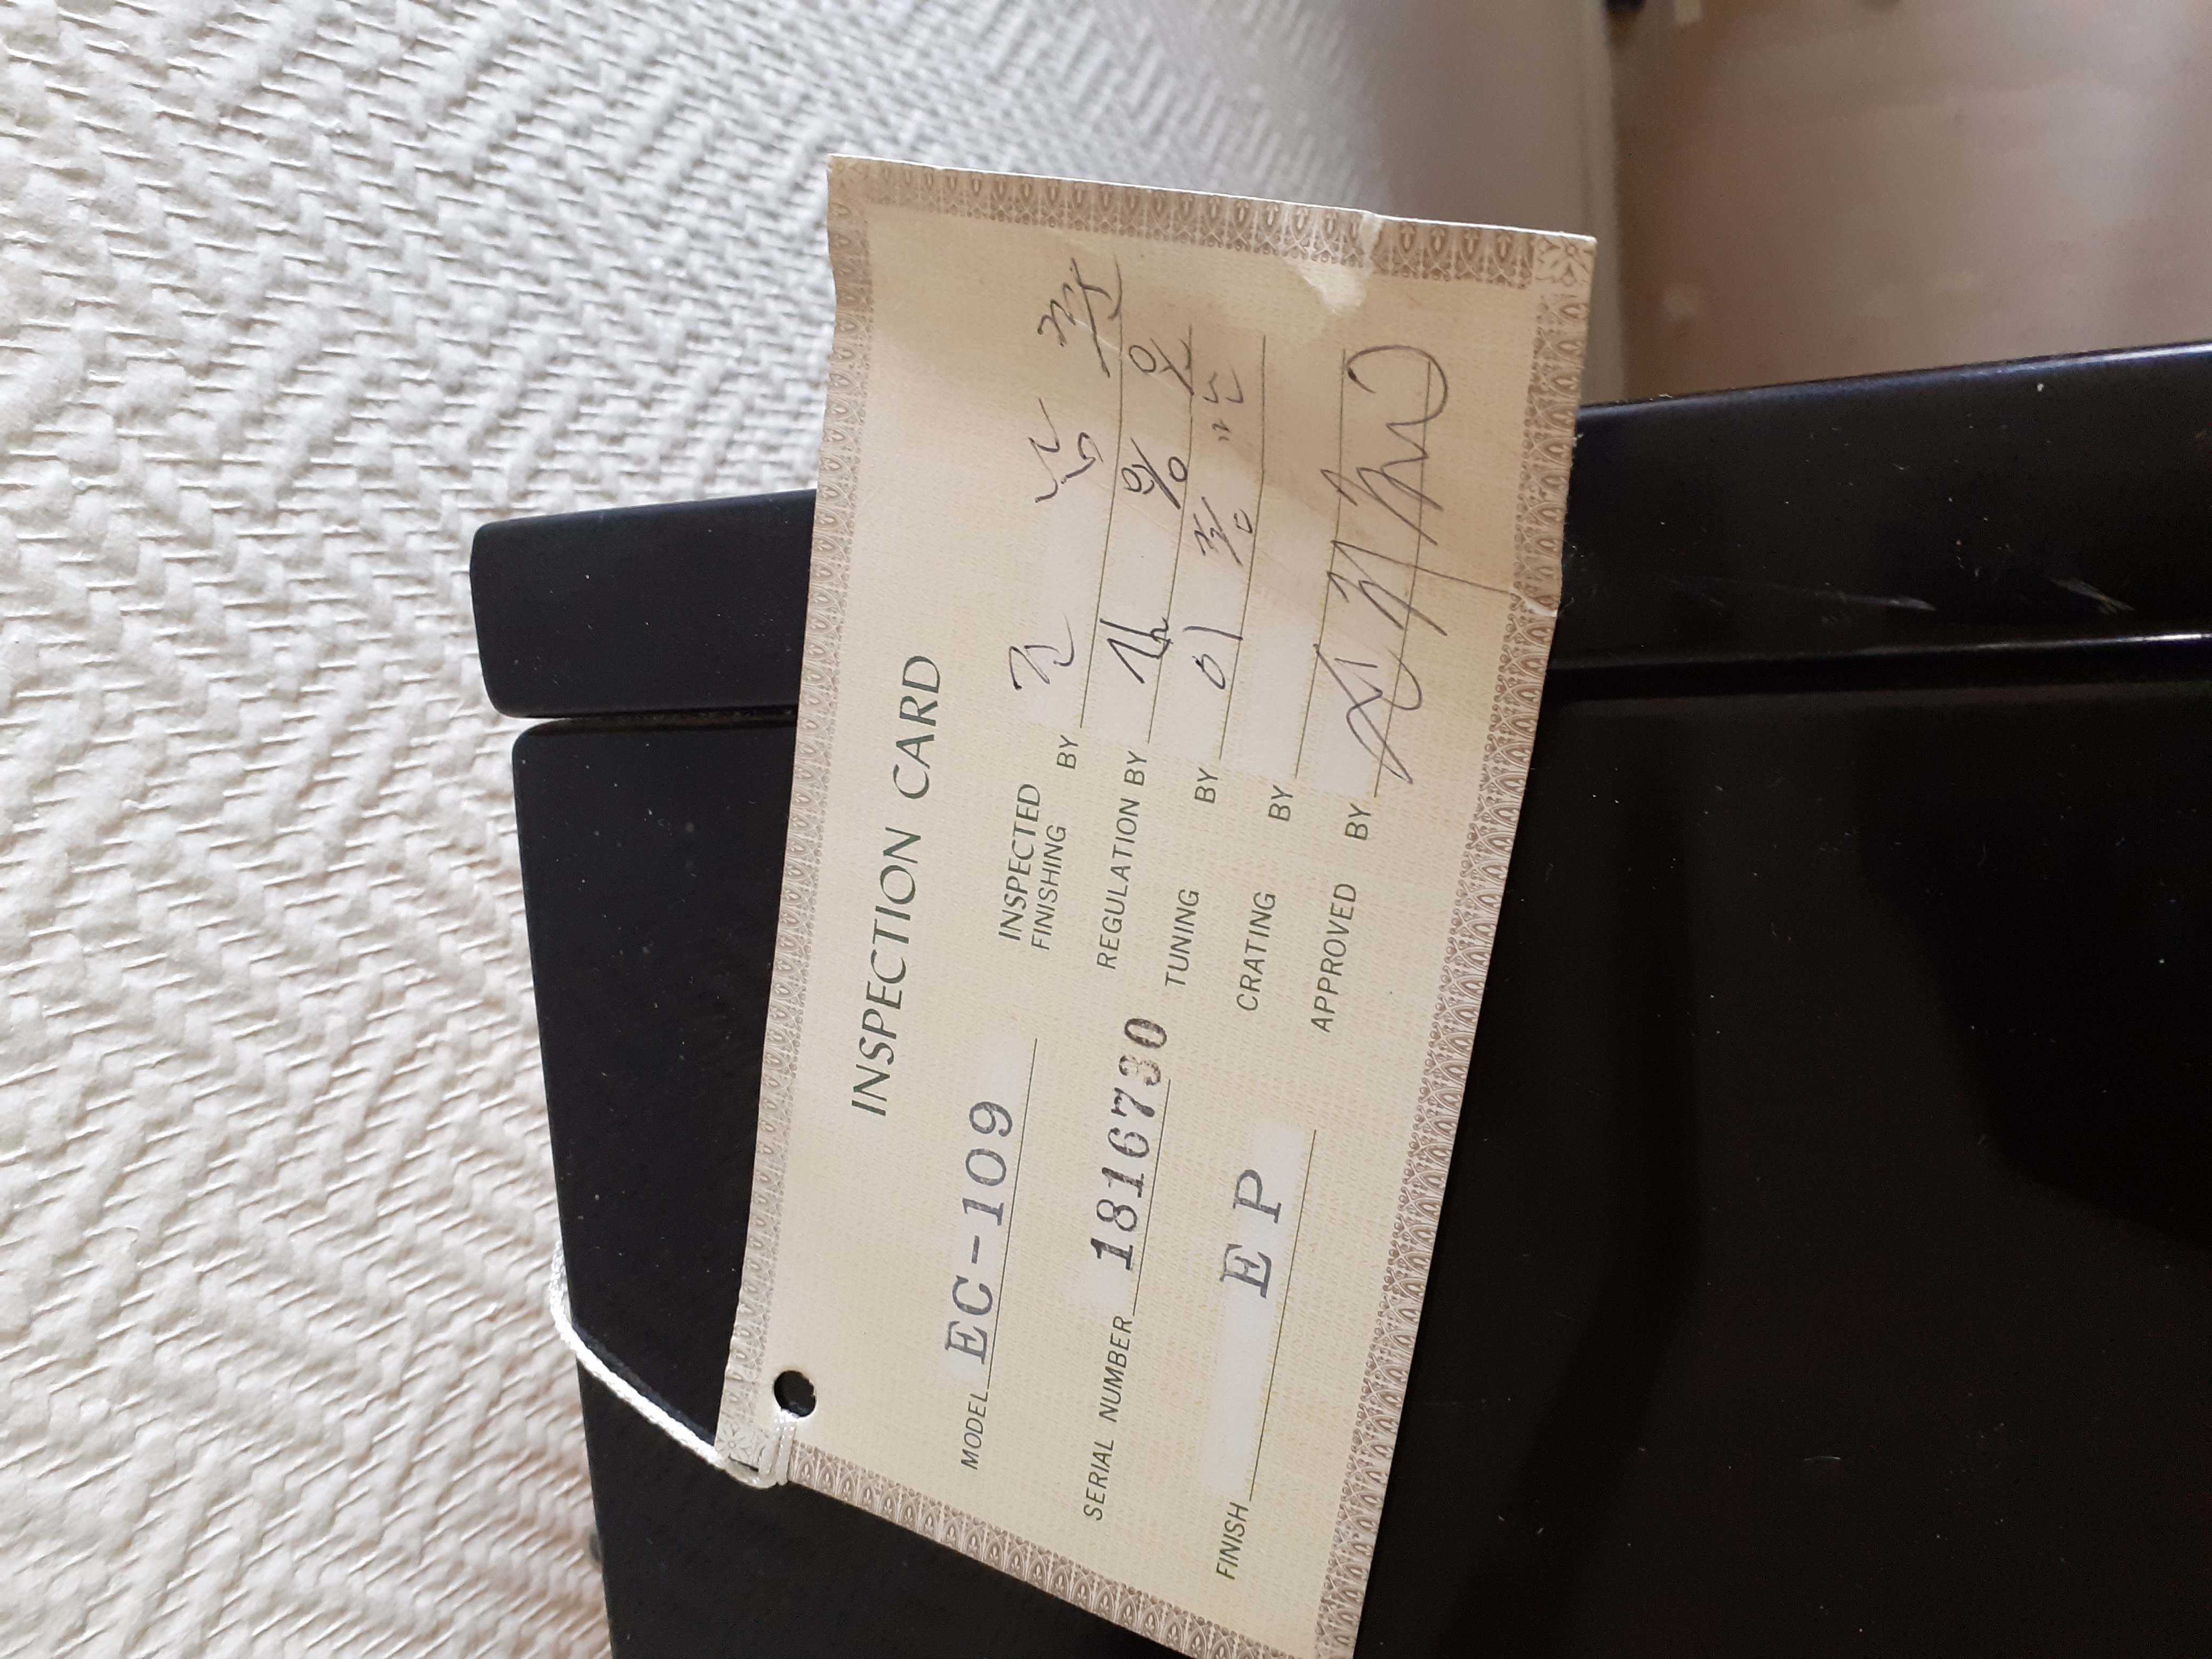 INSPECTION CARD
MODEL EC-109
SERIAL NUMBER 1816730
FINISH E P
INSPECTED
FINISHING BY
REGULATION BY
TUNING BY 이
CRATING BY
APPROVED BY